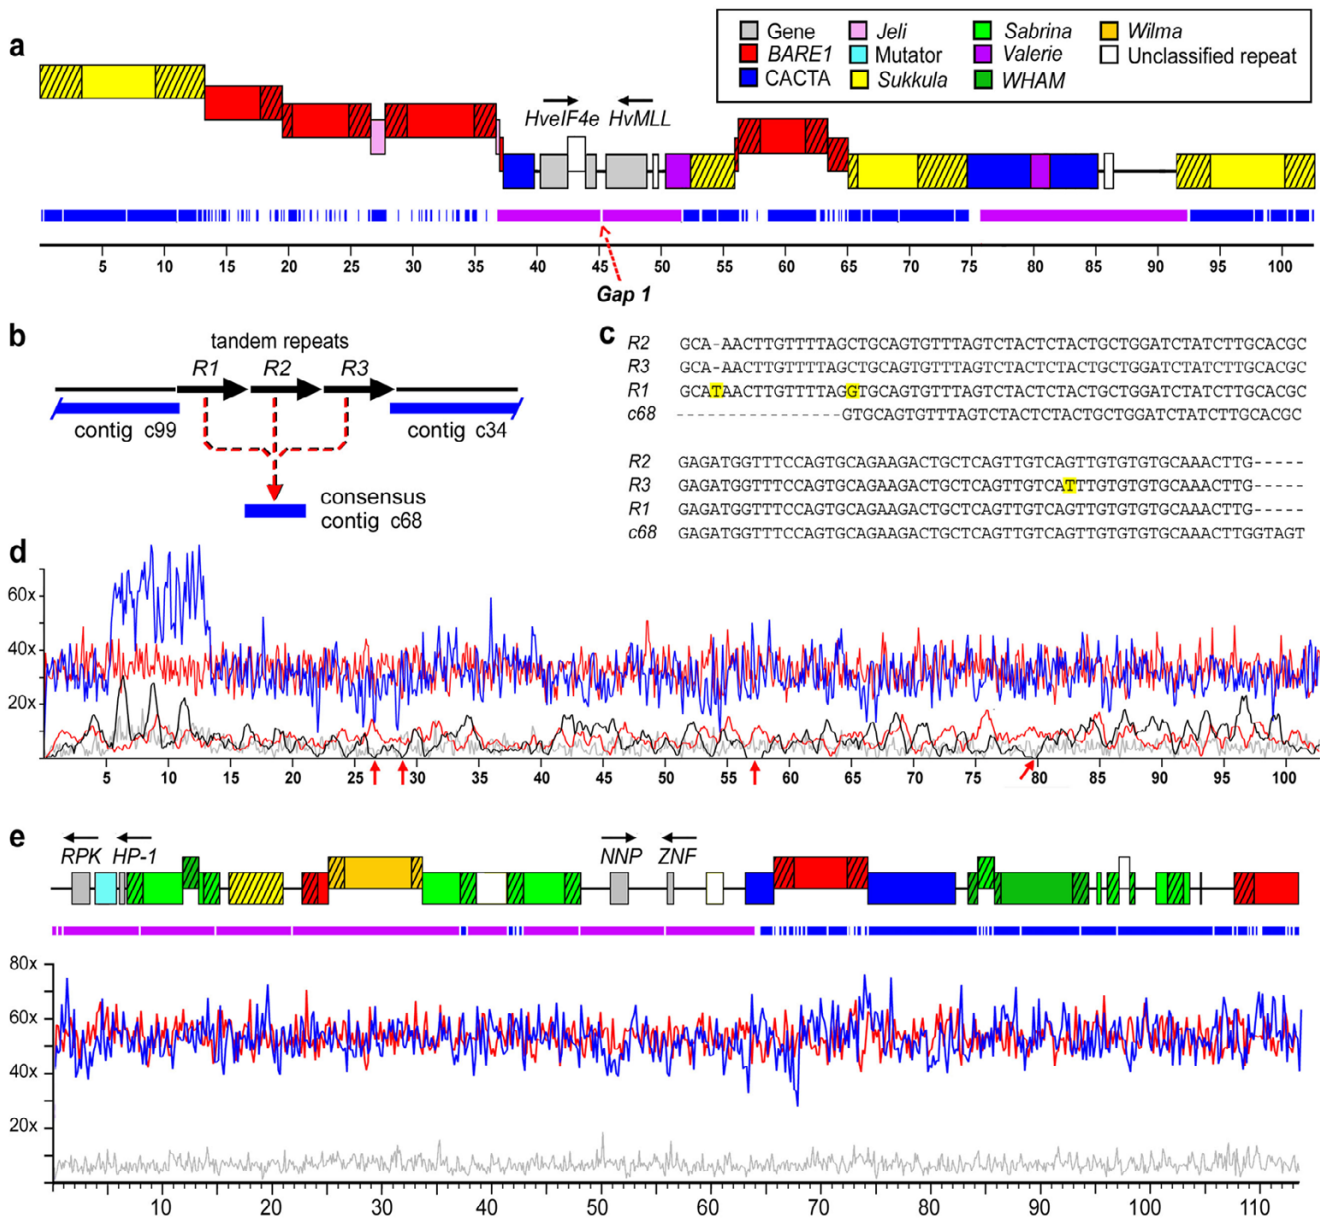 a
Gene
Jeli
Sabrina
Wilma
BARE1
Mutator
Valerie
Unclassified repeat
CACTA
Sukkula
WHAM
HveIF4e HvMLL
5 10 15 20 25 30 35 40 45 50 55 60 65 70 75 80 85 90 95 100
Gap 1
b
tandem repeats
R1 R2 R3
contig c99
contig c34
consensus
contig c68
c
R2 GCA-AACTTGTTTTAGCTGCAGTGTTTAGTCTACTCTACTGCTGGATCTATCTTGCACGC
R3 GCA-AACTTGTTTTAGCTGCAGTGTTTAGTCTACTCTACTGCTGGATCTATCTTGCACGC
R1 GCATAACTTGTTTTAGGTGCAGTGTTTAGTCTACTCTACTGCTGGATCTATCTTGCACGC
c68 ----------------GTGCAGTGTTTAGTCTACTCTACTGCTGGATCTATCTTGCACGC
R2 GAGATGGTTTCCAGTGCAGAAGACTGCTCAGTTGTCAGTTGTGTGTGCAAACTTG-----
R3 GAGATGGTTTCCAGTGCAGAAGACTGCTCAGTTGTCATTTGTGTGTGCAAACTTG-----
R1 GAGATGGTTTCCAGTGCAGAAGACTGCTCAGTTGTCAGTTGTGTGTGCAAACTTG-----
c68 GAGATGGTTTCCAGTGCAGAAGACTGCTCAGTTGTCAGTTGTGTGTGCAAACTTGGTAGT
d
60x
40x
20x
5 10 15 20 25 30 35 40 45 50 55 60 65 70 75 80 85 90 95 100
e
RPK HP-1 NNP ZNF
80x
60x
40x
20x
10 20 30 40 50 60 70 80 90 100 110